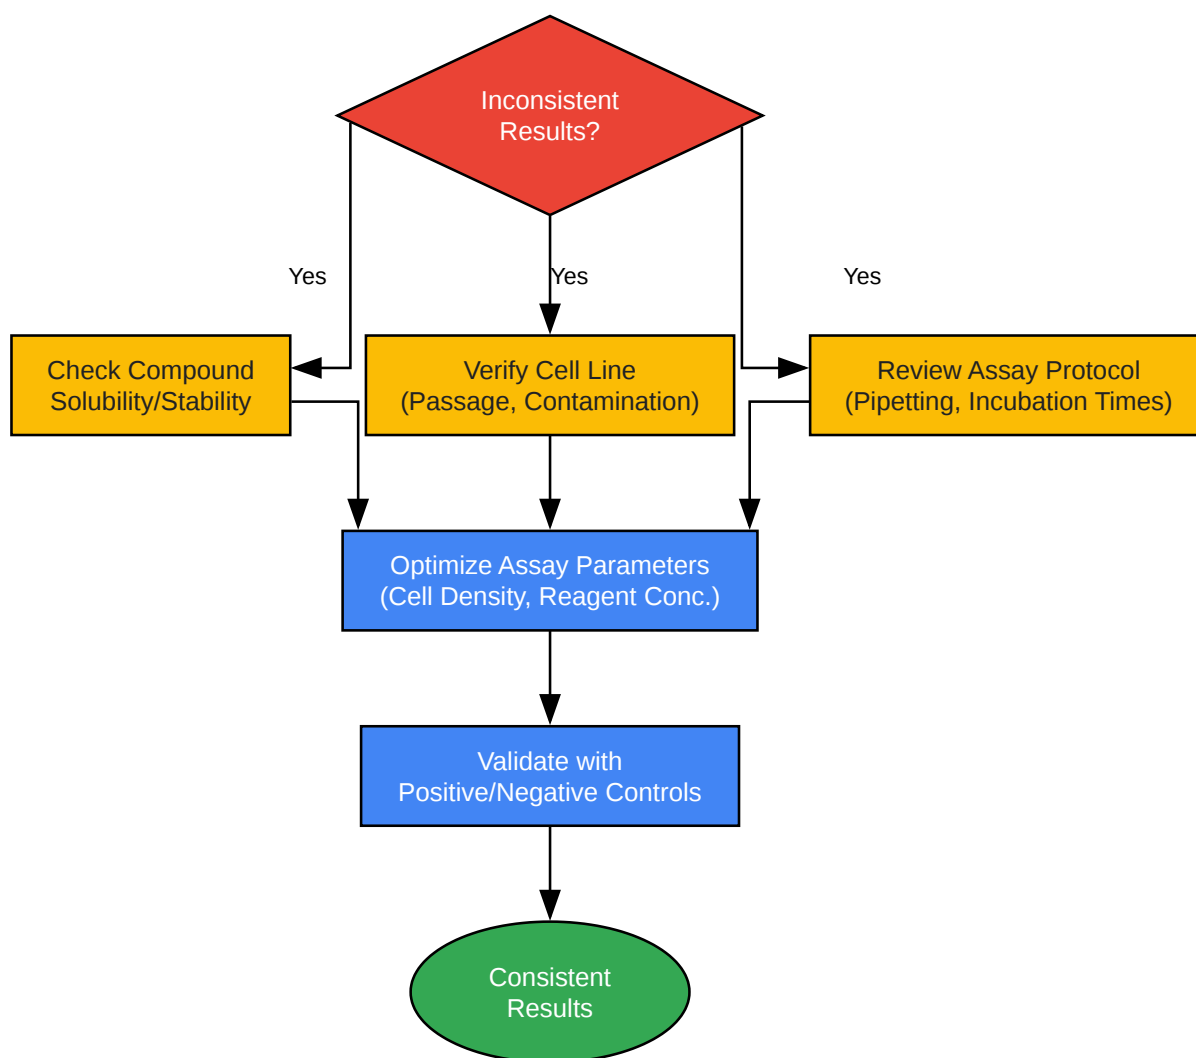 Inconsistent
Results?
Yes
Yes
Yes
Check Compound
Solubility/Stability
Verify Cell Line
(Passage, Contamination)
Review Assay Protocol
(Pipetting, Incubation Times)
Optimize Assay Parameters
(Cell Density, Reagent Conc.)
Validate with
Positive/Negative Controls
Consistent
Results